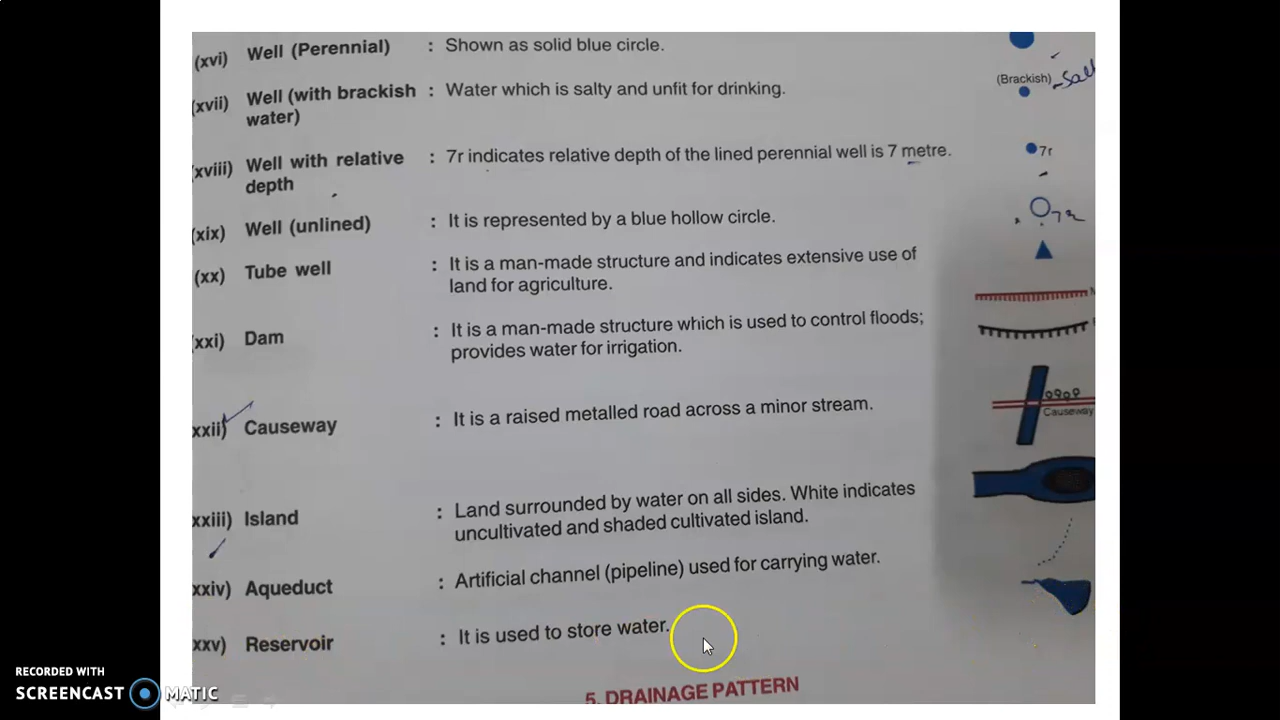 (xvi) Well (Perennial) : Shown as solid blue circle.
(Brackish) Salt
(xvii) Well (with brackish : Water which is salty and unfit for drinking.
water)
(xviii) Well with relative : 7r indicates relative depth of the lined perennial well is 7 metre. 7r
depth
(xix) Well (unlined) : It is represented by a blue hollow circle. 7r
(xx) Tube well : It is a man-made structure and indicates extensive use of
land for agriculture.
xxi) Dam : It is a man-made structure which is used to control floods;
provides water for irrigation.
xxii) Causeway : It is a raised metalled road across a minor stream. Causeway
xxiii) Island : Land surrounded by water on all sides. White indicates
uncultivated and shaded cultivated island.
xxiv) Aqueduct : Artificial channel (pipeline) used for carrying water.
xxv) Reservoir : It is used to store water.
5. DRAINAGE PATTERN
RECORDED WITH
SCREENCAST MATIC